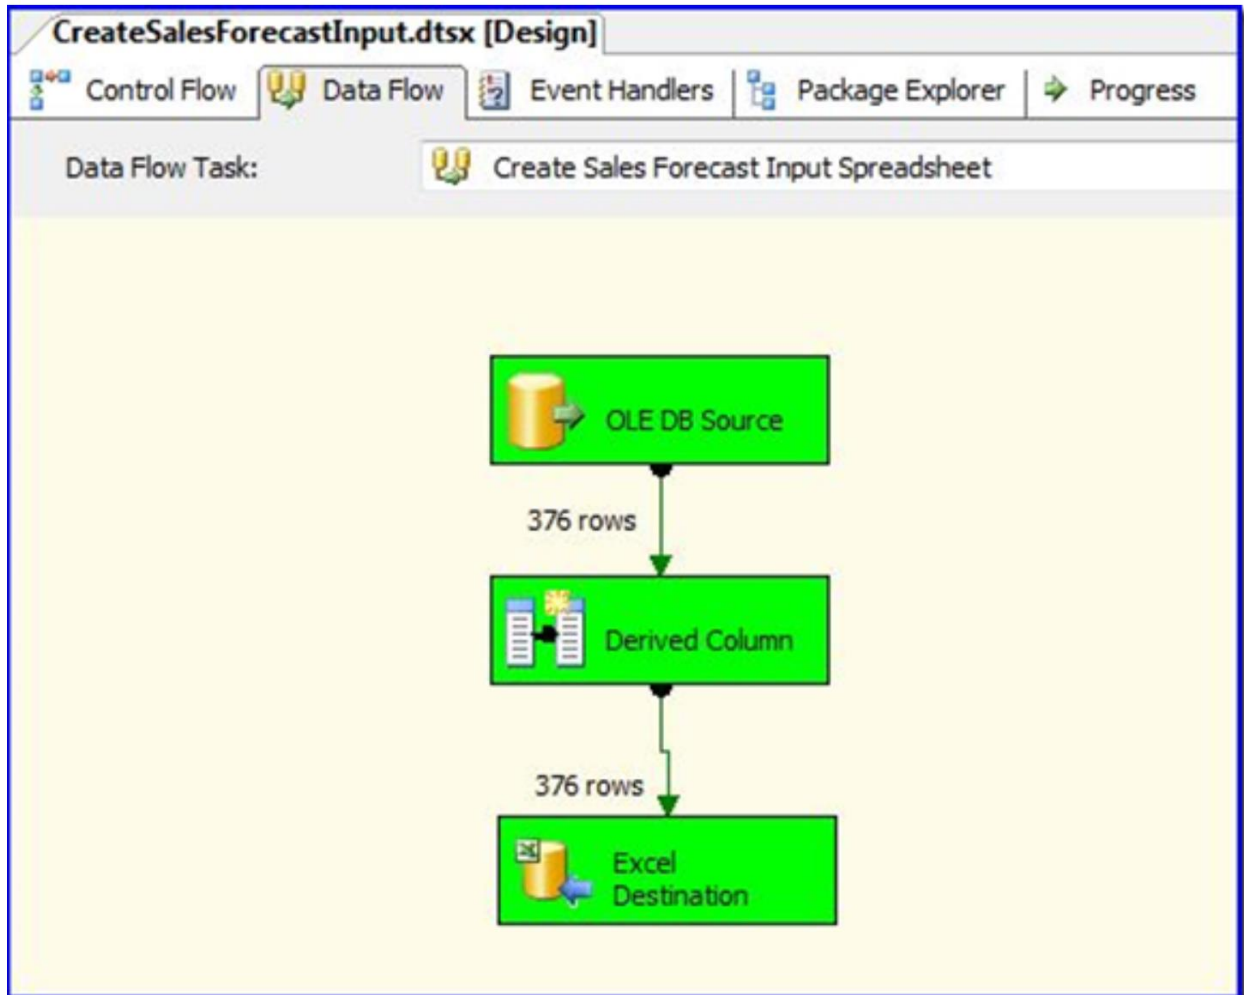 CreateSalesForecastInput.dtsx [Design]
Control Flow Data Flow Event Handlers Package Explorer Progress
Data Flow Task: Create Sales Forecast Input Spreadsheet
OLE DB Source
376 rows
Derived Column
376 rows
Excel
Destination